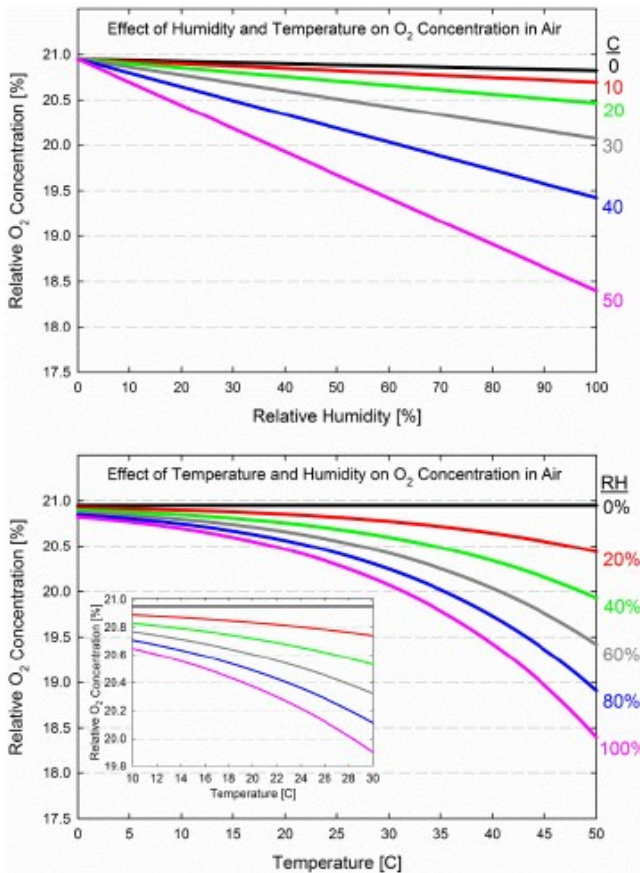 Effect of Humidity and Temperature on O2 Concentration in Air
C
21.0
20.5
20.0
19.5
19.0
18.5
18.0
17.5
Relative O2 Concentration [%]
0
10
20
30
40
50
0 10 20 30 40 50 60 70 80 90 100
Relative Humidity [%]
Effect of Temperature and Humidity on O2 Concentration in Air
RH
21.0
20.5
20.0
19.5
19.0
18.5
18.0
17.5
Relative O2 Concentration [%]
0%
20%
40%
60%
80%
100%
21.0
20.8
20.6
20.4
20.2
20.0
19.8
Relative O2 Concentration [%]
10 12 14 16 18 20 22 24 26 28 30
Temperature [C]
0 5 10 15 20 25 30 35 40 45 50
Temperature [C]